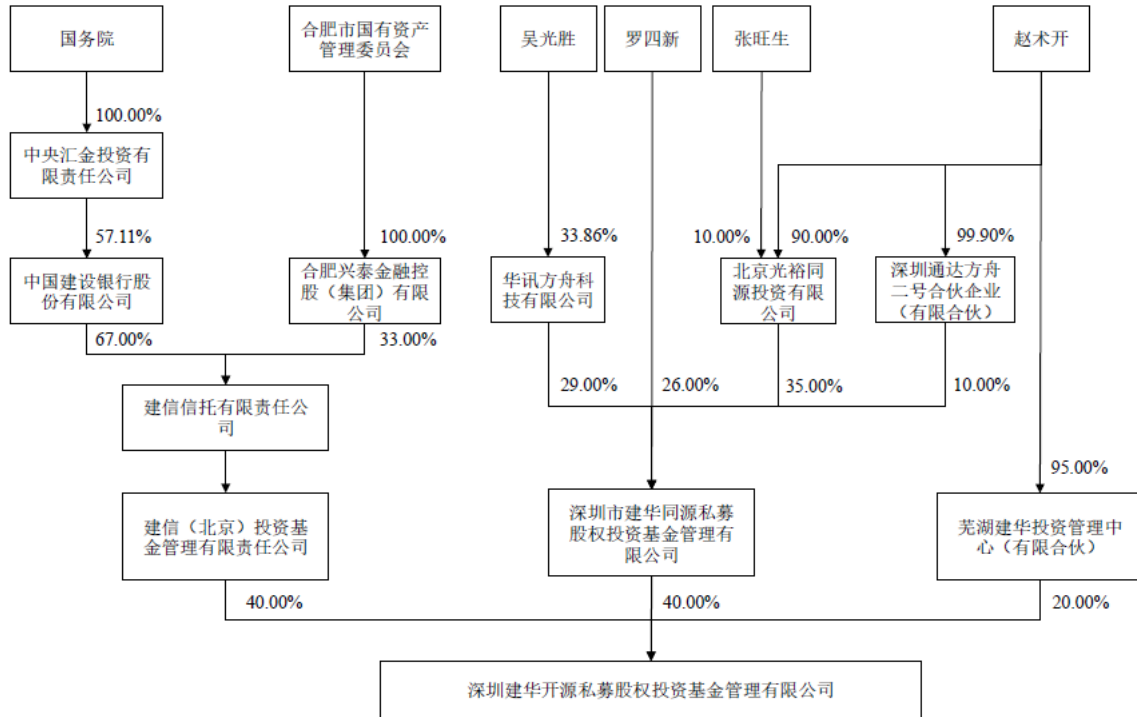 国务院
合肥市国有资产
管理委员会
吴光胜
罗四新
张旺生
赵术开
100.00%
中央汇金投资有
限责任公司
57.11%
100.00%
33.86%
10.00%
90.00%
99.90%
中国建设银行股
份有限公司
合肥兴泰金融控
股（集团）有限
公司
华讯方舟科
技有限公司
北京光裕同
源投资有限
公司
深圳通达方舟
二号合伙企业
（有限合伙）
67.00%
33.00%
29.00%
26.00%
35.00%
10.00%
建信信托有限责任公
司
95.00%
建信（北京）投资基
金管理有限责任公司
深圳市建华同源私募
股权投资基金管理有
限公司
芜湖建华投资管理中
心（有限合伙）
40.00%
40.00%
20.00%
深圳建华开源私募股权投资基金管理有限公司